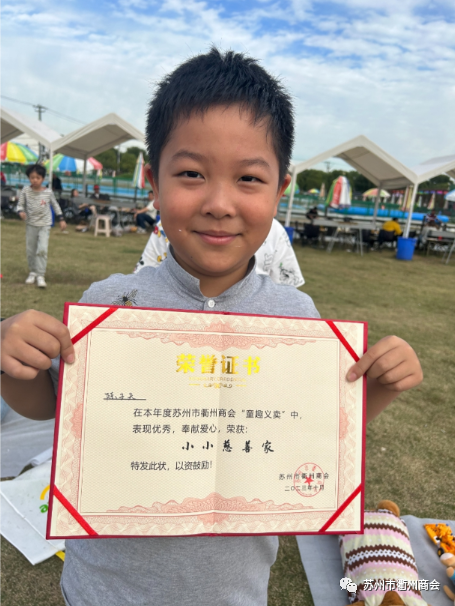 荣誉证书
在本年度苏州市衢州商会“童趣义卖”中，
表现优秀，奉献爱心，荣获：
小小慈善家
特发此状，以资鼓励！
苏州市衢州商会
苏州市衢州商会